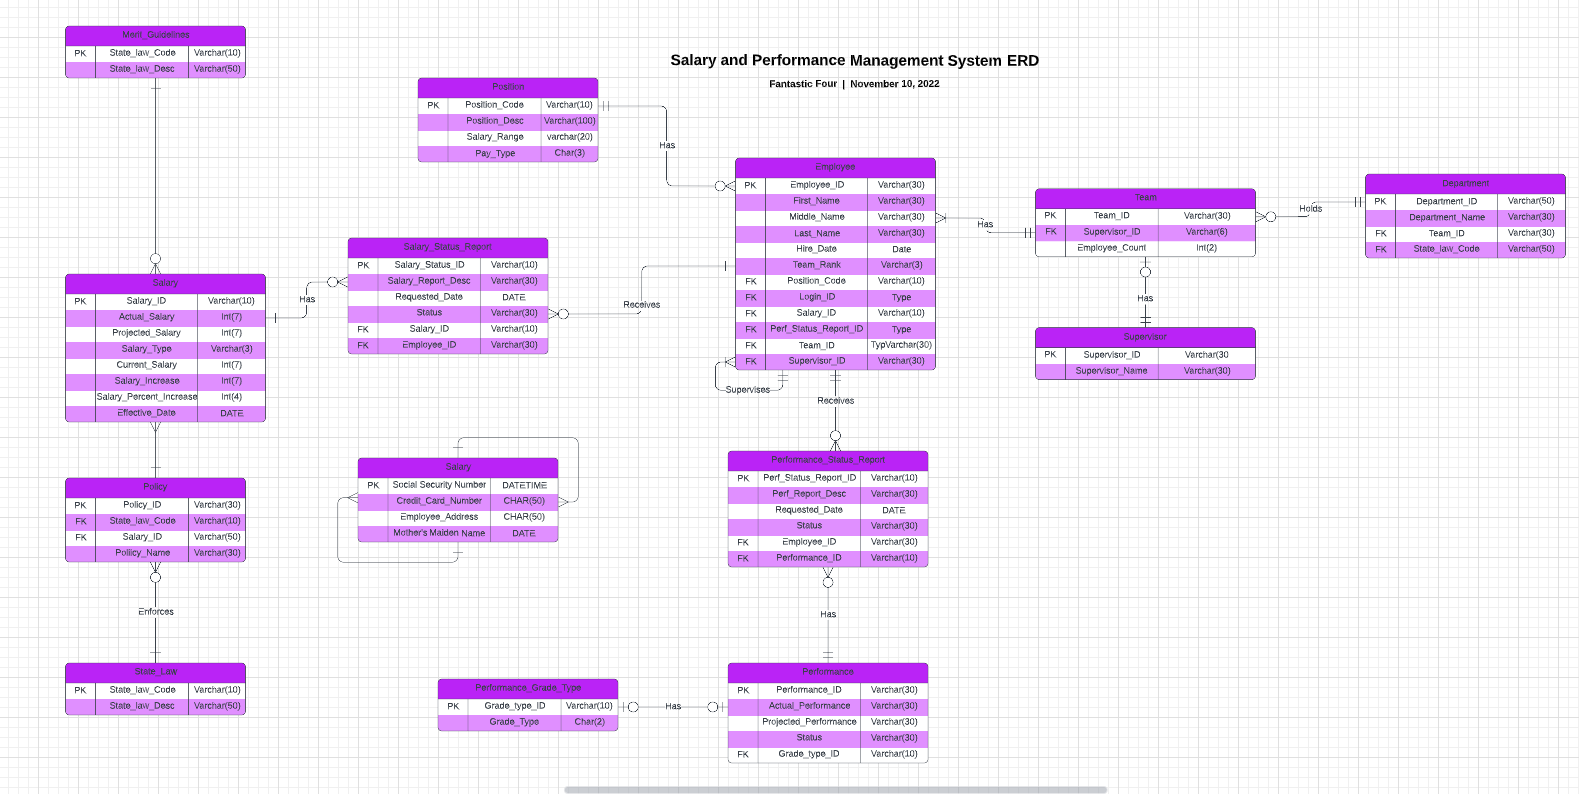 Salary and Performance Management System ERD
Fantastic Four | November 10, 2022
Merit_Guidelines
PK State_law_Code Varchar(10)
State_law_Desc Varchar(50)
Position
PK Position_Code Varchar(10)
Position_Desc Varchar(100)
Salary_Range varchar(20)
Pay_Type Char(3)
Has
Employee
PK Employee_ID Varchar(30)
First_Name Varchar(30)
Middle_Name Varchar(30)
Last_Name Varchar(30)
Hire_Date Date
Team_Rank Varchar(3)
FK Position_Code Varchar(10)
FK Login_ID Type
FK Salary_ID Varchar(10)
FK Perf_Status_Report_ID Type
FK Team_ID TypVarchar(30)
FK Supervisor_ID Varchar(30)
Supervises
Has
Team
PK Team_ID Varchar(30)
FK Supervisor_ID Varchar(6)
Employee_Count Int(2)
Holds
Department
PK Department_ID Varchar(50)
Department_Name Varchar(30)
FK Team_ID Varchar(30)
FK State_law_Code Varchar(50)
Has
Supervisor
PK Supervisor_ID Varchar(30
Supervisor_Name Varchar(30)
Salary_Status_Report
PK Salary_Status_ID Varchar(10)
Salary_Report_Desc Varchar(30)
Requested_Date DATE
Status Varchar(30)
FK Salary_ID Varchar(10)
FK Employee_ID Varchar(30)
Receives
Has
Salary
PK Salary_ID Varchar(10)
Actual_Salary Int(7)
Projected_Salary Int(7)
Salary_Type Varchar(3)
Current_Salary Int(7)
Salary_Increase Int(7)
Salary_Percent_Increase Int(4)
Effective_Date DATE
Receives
Salary
PK Social Security Number DATETIME
Credit_Card_Number CHAR(50)
Employee_Address CHAR(50)
Mother's Maiden Name DATE
Policy
PK Policy_ID Varchar(30)
FK State_law_Code Varchar(10)
FK Salary_ID Varchar(50)
Poliicy_Name Varchar(30)
Enforces
State_Law
PK State_law_Code Varchar(10)
State_law_Desc Varchar(50)
Performance_Status_Report
PK Perf_Status_Report_ID Varchar(10)
Perf_Report_Desc Varchar(30)
Requested_Date DATE
Status Varchar(30)
FK Employee_ID Varchar(30)
FK Performance_ID Varchar(10)
Has
Performance_Grade_Type
PK Grade_type_ID Varchar(10)
Grade_Type Char(2)
Has
Performance
PK Performance_ID Varchar(30)
Actual_Performance Varchar(30)
Projected_Performance Varchar(30)
Status Varchar(30)
FK Grade_type_ID Varchar(10)